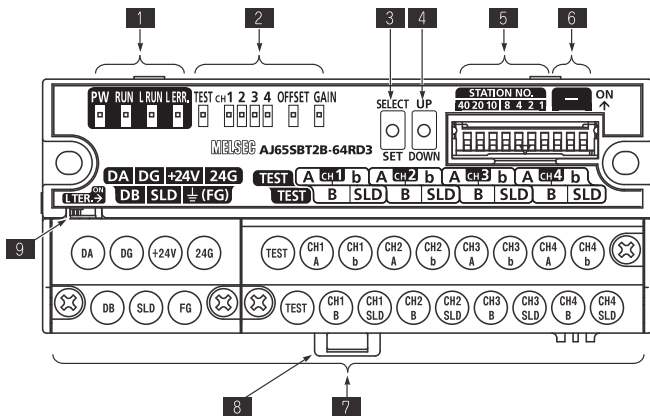 1 2 3 4 5 6
PW RUN L RUN L ERR. TEST CH 1 2 3 4 OFFSET GAIN SELECT UP STATION NO. — ON
40 20 10 8 4 2 1 ↑
SET DOWN
MELSEC AJ65SBT2B-64RD3
DA DG +24V 24G TEST A CH1 b A CH2 b A CH3 b A CH4 b
L TER. ON → DB SLD ⏚(FG) TEST B SLD B SLD B SLD B SLD
9
DA DG +24V 24G TEST CH1 A CH1 b CH2 A CH2 b CH3 A CH3 b CH4 A CH4 b
DB SLD FG TEST CH1 B CH1 SLD CH2 B CH2 SLD CH3 B CH3 SLD CH4 B CH4 SLD
8 7